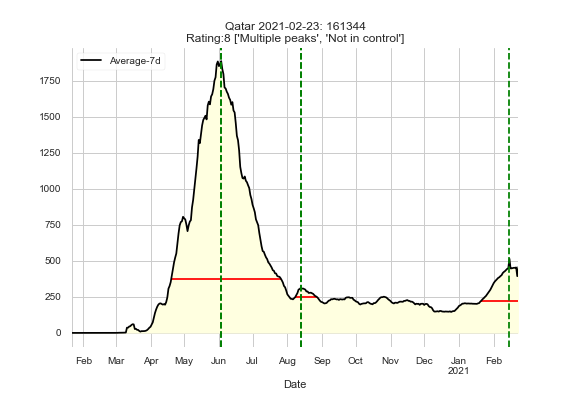 Qatar 2021-02-23: 161344
Rating:8 ['Multiple peaks', 'Not in control']
Average-7d
1750
1500
1250
1000
750
500
250
0
Feb Mar Apr May Jun Jul Aug Sep Oct Nov Dec Jan Feb
2021
Date